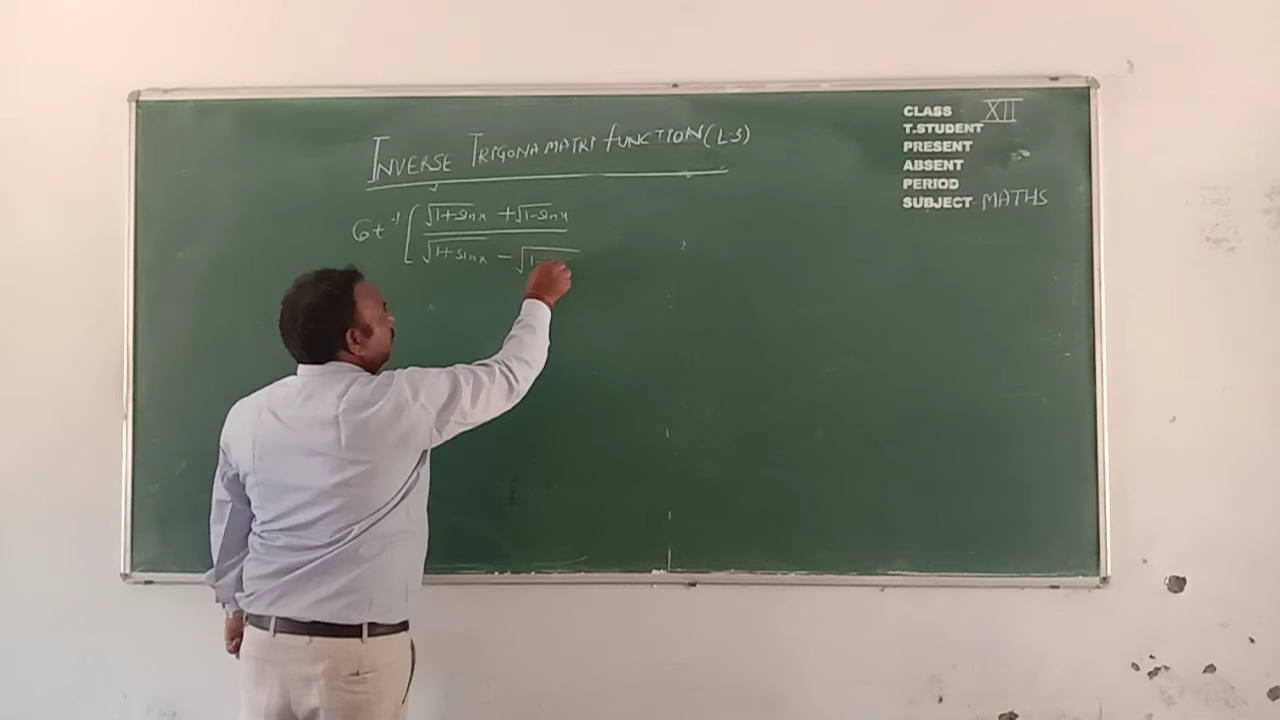 INVERSE TRIGONAMATRI FUNCTION (L-3)
CLASS XII
T.STUDENT
PRESENT
ABSENT
PERIOD
SUBJECT MATHS
Cot⁻¹ [ √1+sinx + √1-sinx
√1+sinx - √1-